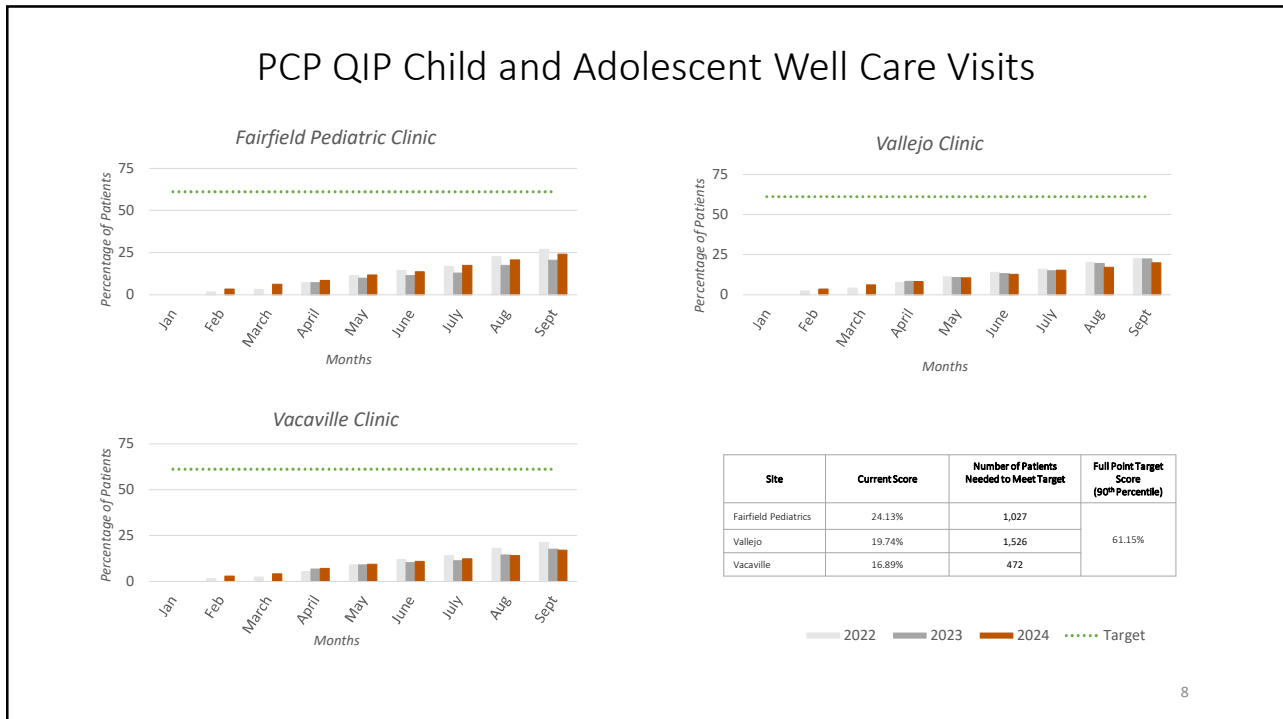 PCP QIP Child and Adolescent Well Care Visits
Fairfield Pediatric Clinic
Percentage of Patients
75
50
25
0
Jan
Feb
March
April
May
June
July
Aug
Sept
Months
Vallejo Clinic
Percentage of Patients
75
50
25
0
Jan
Feb
March
April
May
June
July
Aug
Sept
Months
Vacaville Clinic
Percentage of Patients
75
50
25
0
Jan
Feb
March
April
May
June
July
Aug
Sept
Months
Site
Current Score
Number of Patients
Needed to Meet Target
Full Point Target
Score
(90th Percentile)
Fairfield Pediatrics 24.13% 1,027
Vallejo 19.74% 1,526
61.15%
Vacaville 16.89% 472
2022 2023 2024 Target
8